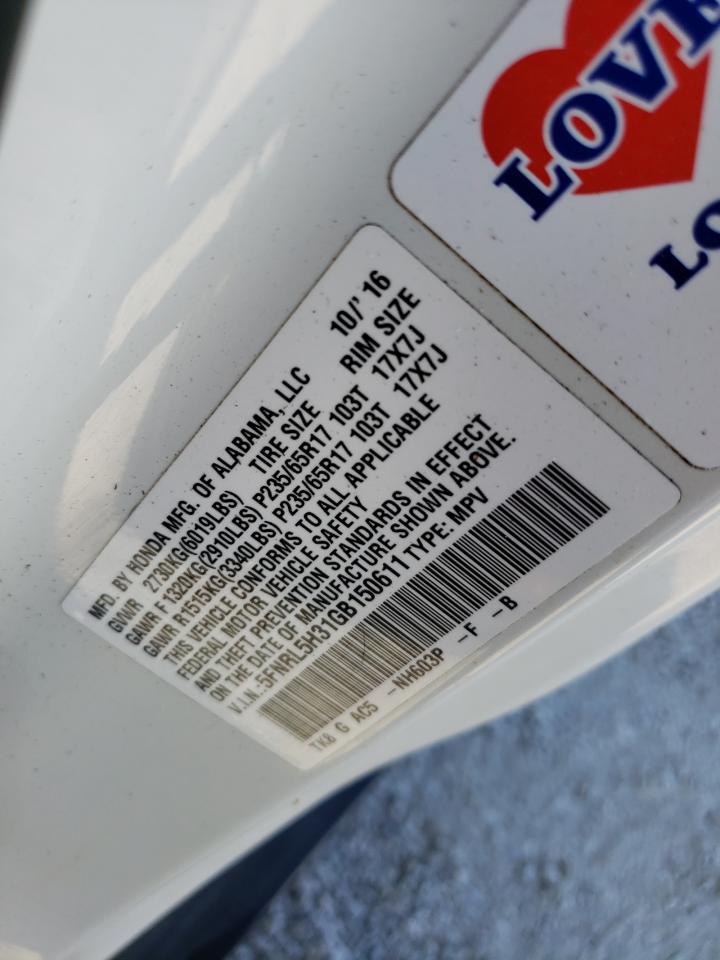 LOVE
LO
MFD. BY HONDA MFG. OF ALABAMA, LLC 10/' 16
GVWR 2730KG(6019LBS) TIRE SIZE RIM SIZE
GAWR F 1320KG(2910LBS) P235/65R17 103T 17X7J
GAWR R 1515KG(3340LBS) P235/65R17 103T 17X7J
THIS VEHICLE CONFORMS TO ALL APPLICABLE
FEDERAL MOTOR VEHICLE SAFETY
AND THEFT PREVENTION STANDARDS IN EFFECT
ON THE DATE OF MANUFACTURE SHOWN ABOVE.
V.I.N.:5FNRL5H31GB150611 TYPE: MPV
TK8 G AC5 -NH603P -F -B